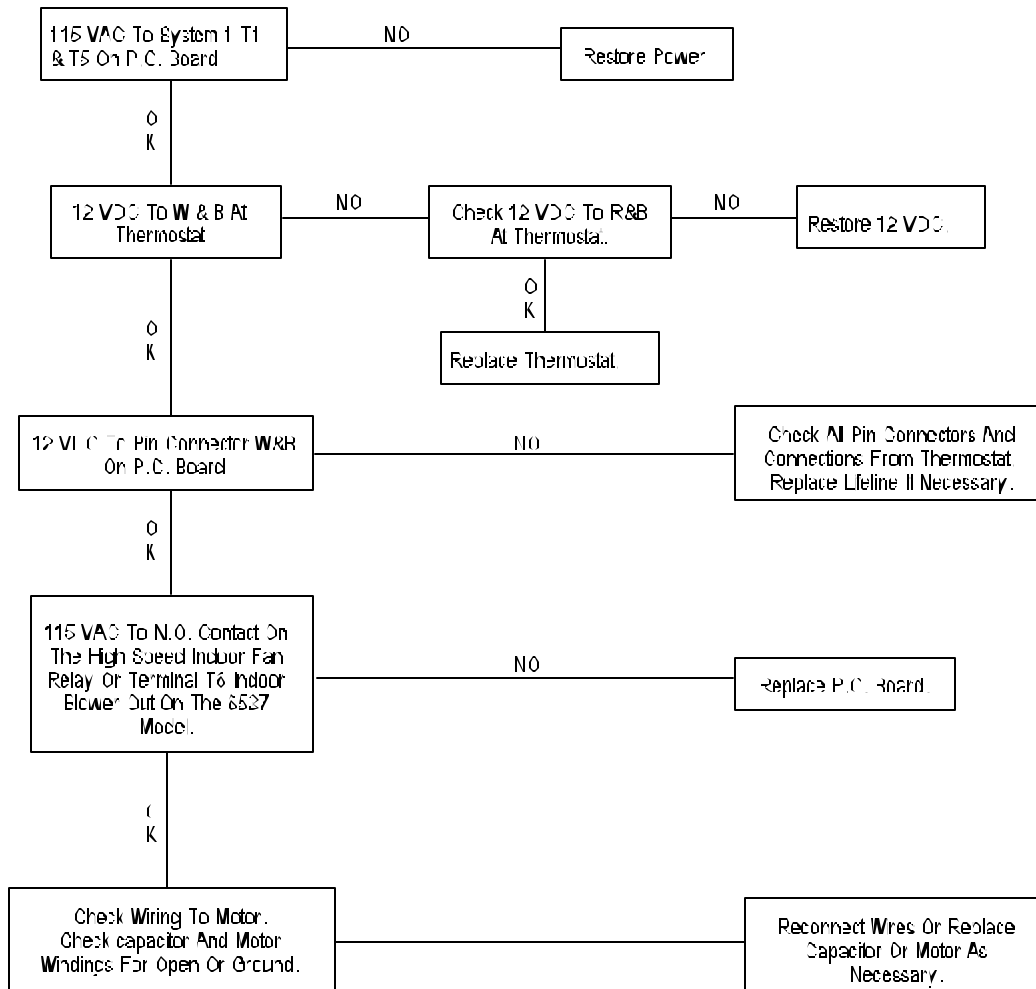 115 VAC To System 1 T1
& T5 On P.C. Board
NO
Restore Power
O
K
12 VDC To W & B At
Thermostat
NO
Check 12 VDC To R&B
At Thermostat.
NO
Restore 12 VDC.
O
K
Replace Thermostat.
O
K
12 VDC To Pin Connector W&B
On P.C. Board
NO
Check All Pin Connectors And
Connections From Thermostat.
Replace Lifeline If Necessary.
O
K
115 VAC To N.O. Contact On
The High Speed Indoor Fan
Relay Or Terminal T6 Indoor
Blower Out On The 6537
Model.
NO
Replace P.C. Board.
O
K
Check Wiring To Motor.
Check capacitor And Motor
Windings For Open Or Ground.
Reconnect Wires Or Replace
Capacitor Or Motor As
Necessary.